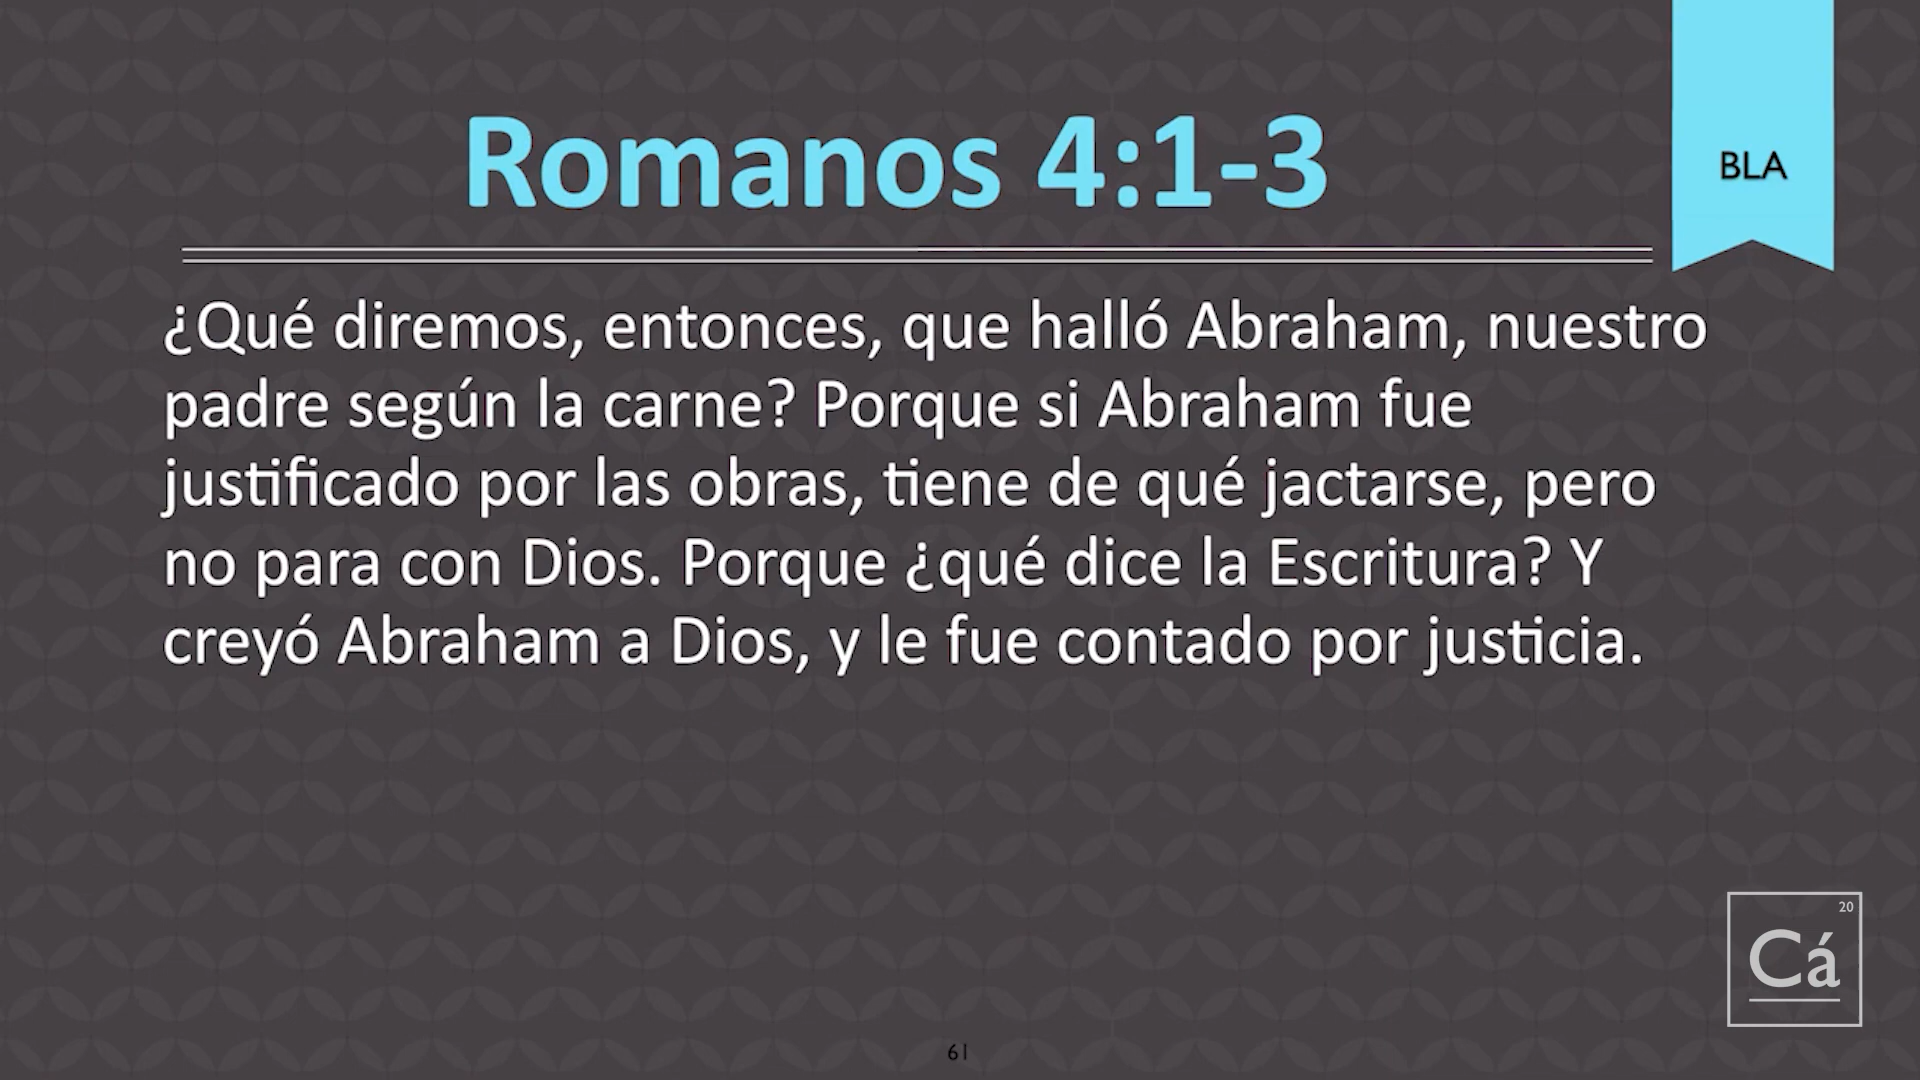 Romanos 4:1-3
BLA
¿Qué diremos, entonces, que halló Abraham, nuestro
padre según la carne? Porque si Abraham fue
justificado por las obras, tiene de qué jactarse, pero
no para con Dios. Porque ¿qué dice la Escritura? Y
creyó Abraham a Dios, y le fue contado por justicia.
20
Cá
61